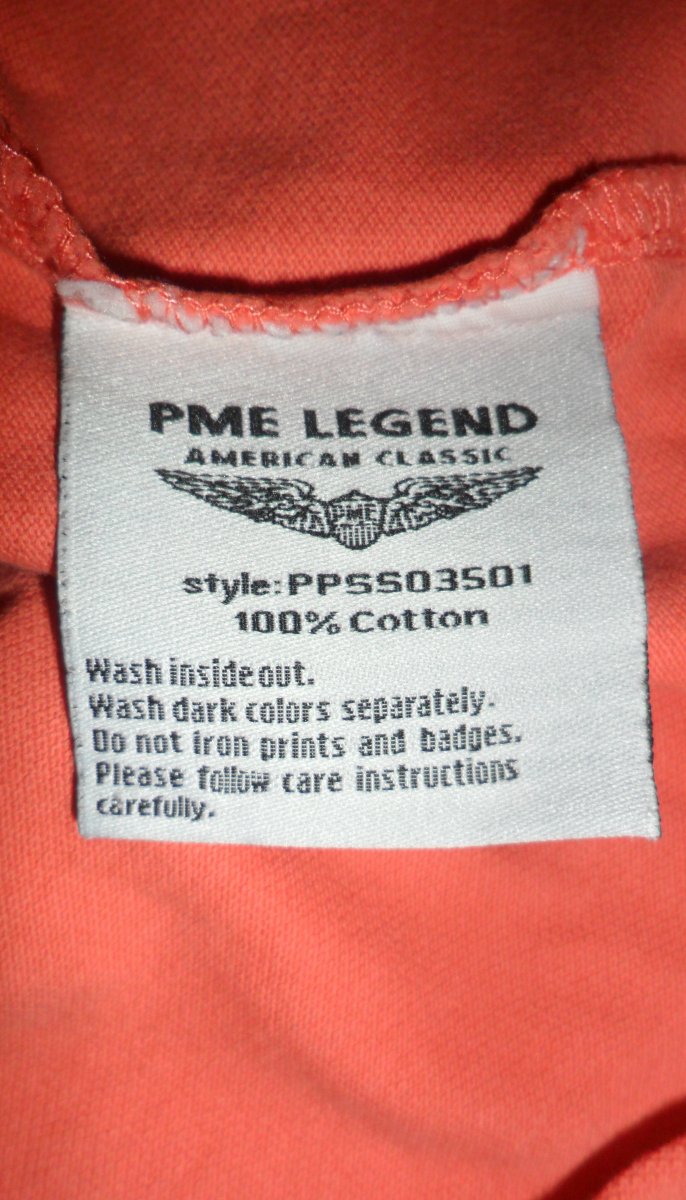 PME LEGEND
AMERICAN CLASSIC
PME
style:PPSS03501
100% Cotton
Wash inside out.
Wash dark colors separately.
Do not iron prints and badges.
Please follow care instructions
carefully.